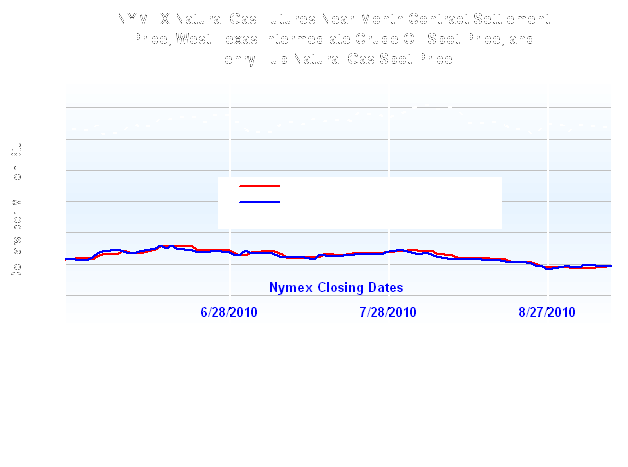 NYMEX Natural Gas Futures Near-Month Contract Settlement
Price, West Texas Intermediate Crude Oil Spot Price, and
Henry Hub Natural Gas Spot Price
Nymex Closing Dates
6/28/2010 7/28/2010 8/27/2010